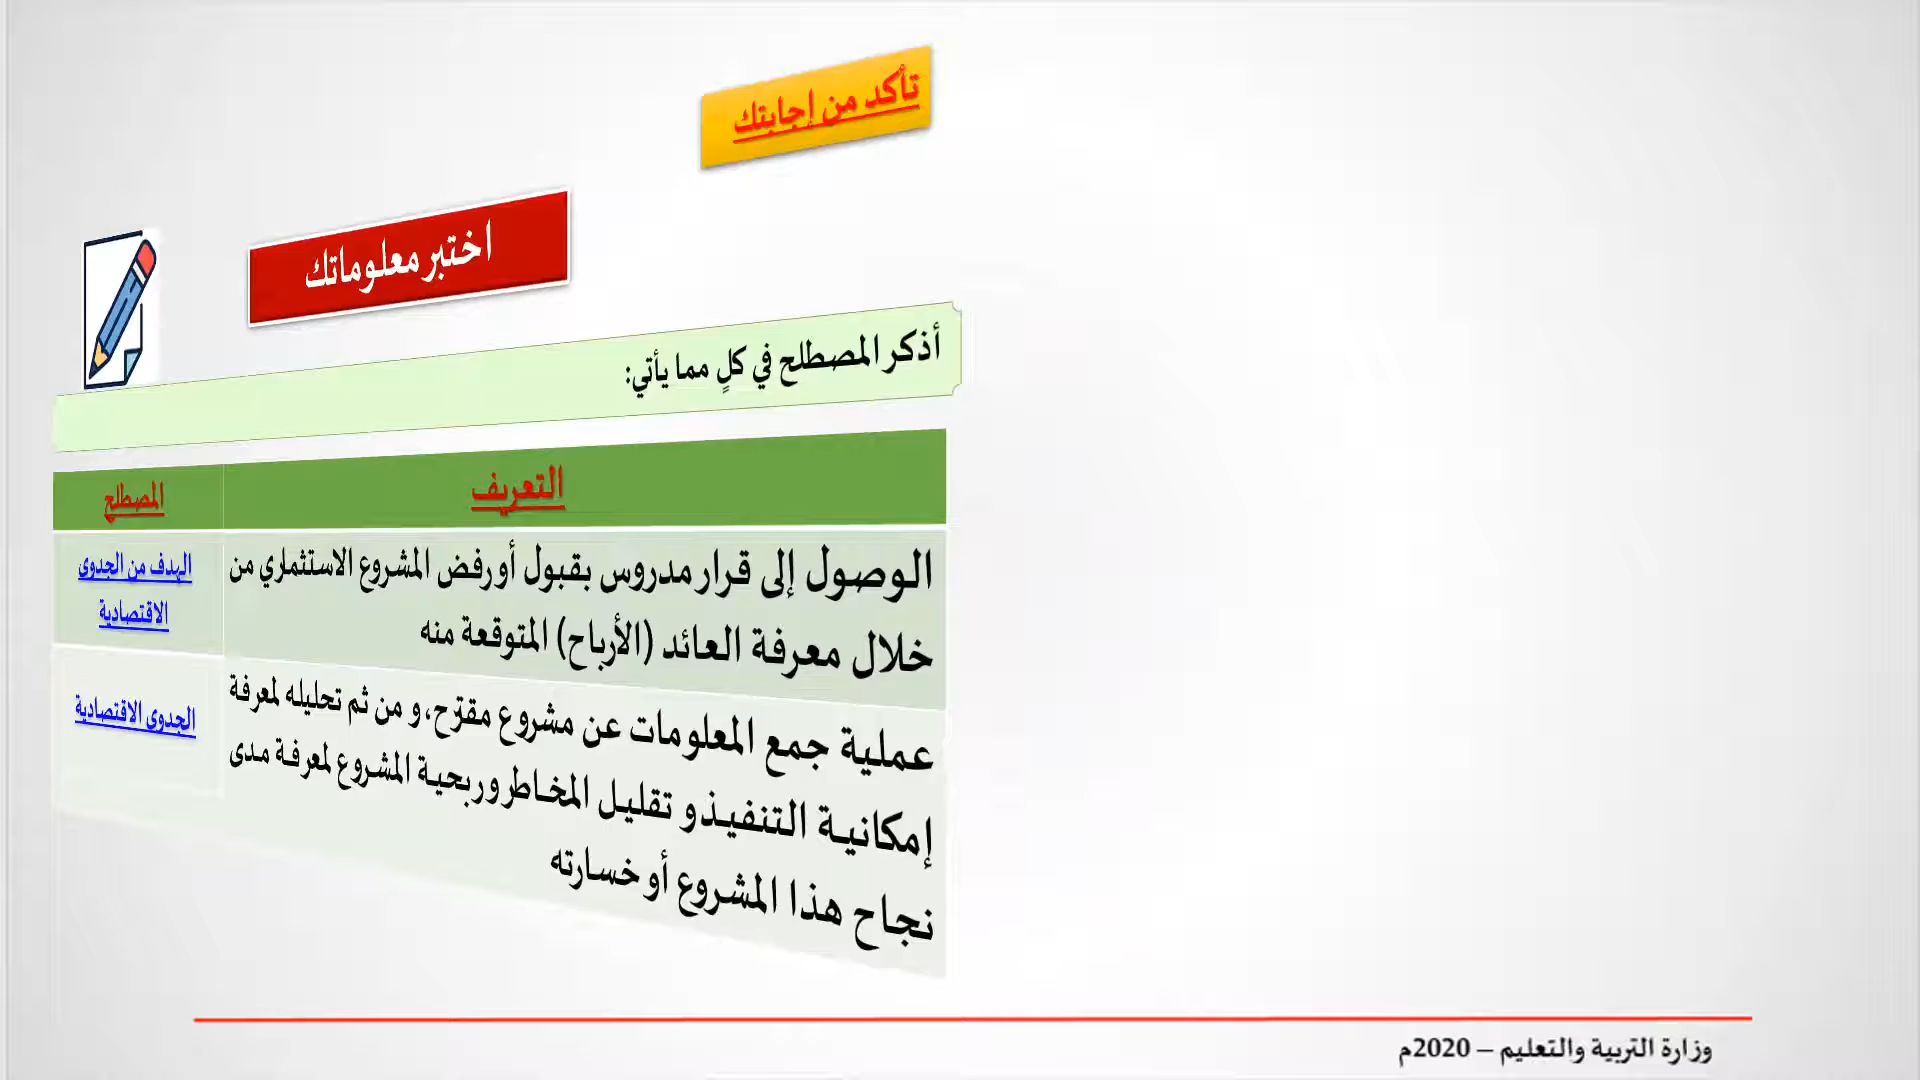 تأكد من إجابتك
اختبر معلوماتك
أذكر المصطلح في كلٍ مما يأتي:
التعريف
المصطلح
الوصول إلى قرار مدروس بقبول أو رفض المشروع الاستثماري من
خلال معرفة العائد (الأرباح) المتوقعة منه
الهدف من الجدوى
الاقتصادية
عملية جمع المعلومات عن مشروع مقترح، و من ثم تحليله لمعرفة
إمكانية التنفيذ و تقليل المخاطر وربحية المشروع لمعرفة مدى
نجاح هذا المشروع أو خسارته
الجدوى الاقتصادية
وزارة التربية والتعليم – 2020م